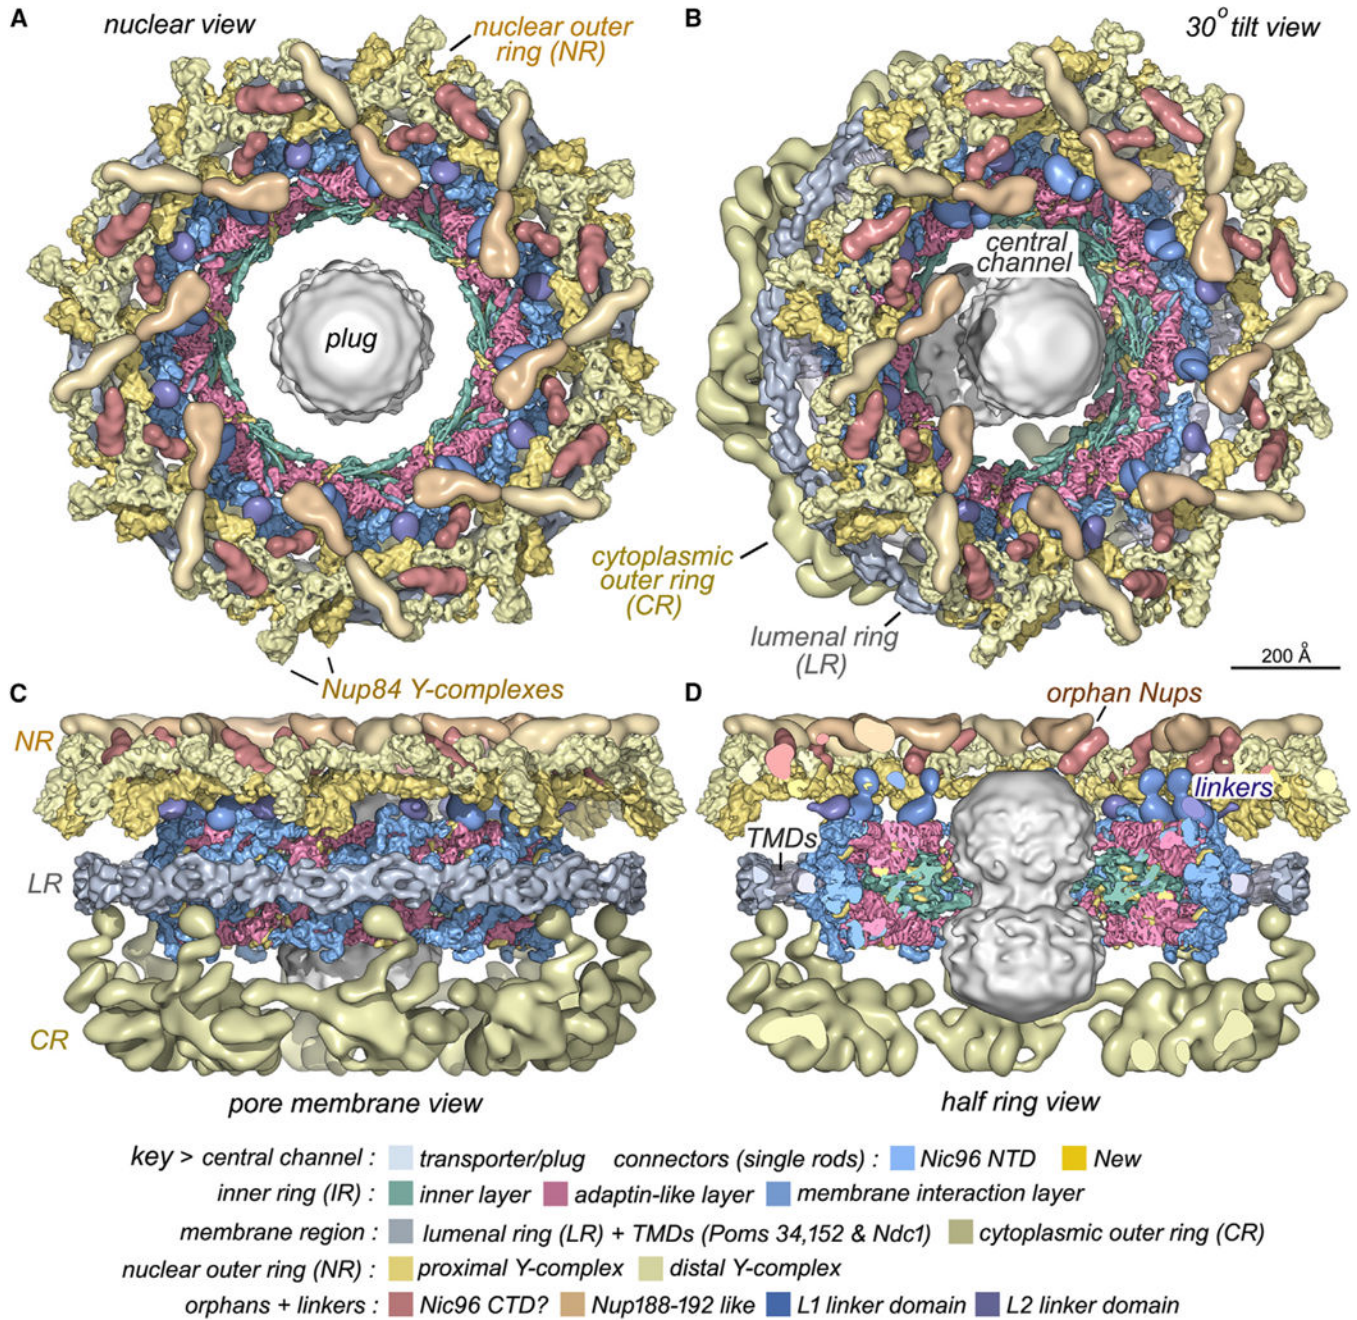 A
nuclear view
nuclear outer
ring (NR)
plug
B
30° tilt view
central
channel
cytoplasmic
outer ring
(CR)
lumenal ring
(LR)
200 Å
Nup84 Y-complexes
C
NR
LR
CR
pore membrane view
D
orphan Nups
linkers
TMDs
half ring view
key > central channel : transporter/plug connectors (single rods) : Nic96 NTD New
inner ring (IR) : inner layer adaptin-like layer membrane interaction layer
membrane region : lumenal ring (LR) + TMDs (Poms 34,152 & Ndc1) cytoplasmic outer ring (CR)
nuclear outer ring (NR) : proximal Y-complex distal Y-complex
orphans + linkers : Nic96 CTD? Nup188-192 like L1 linker domain L2 linker domain